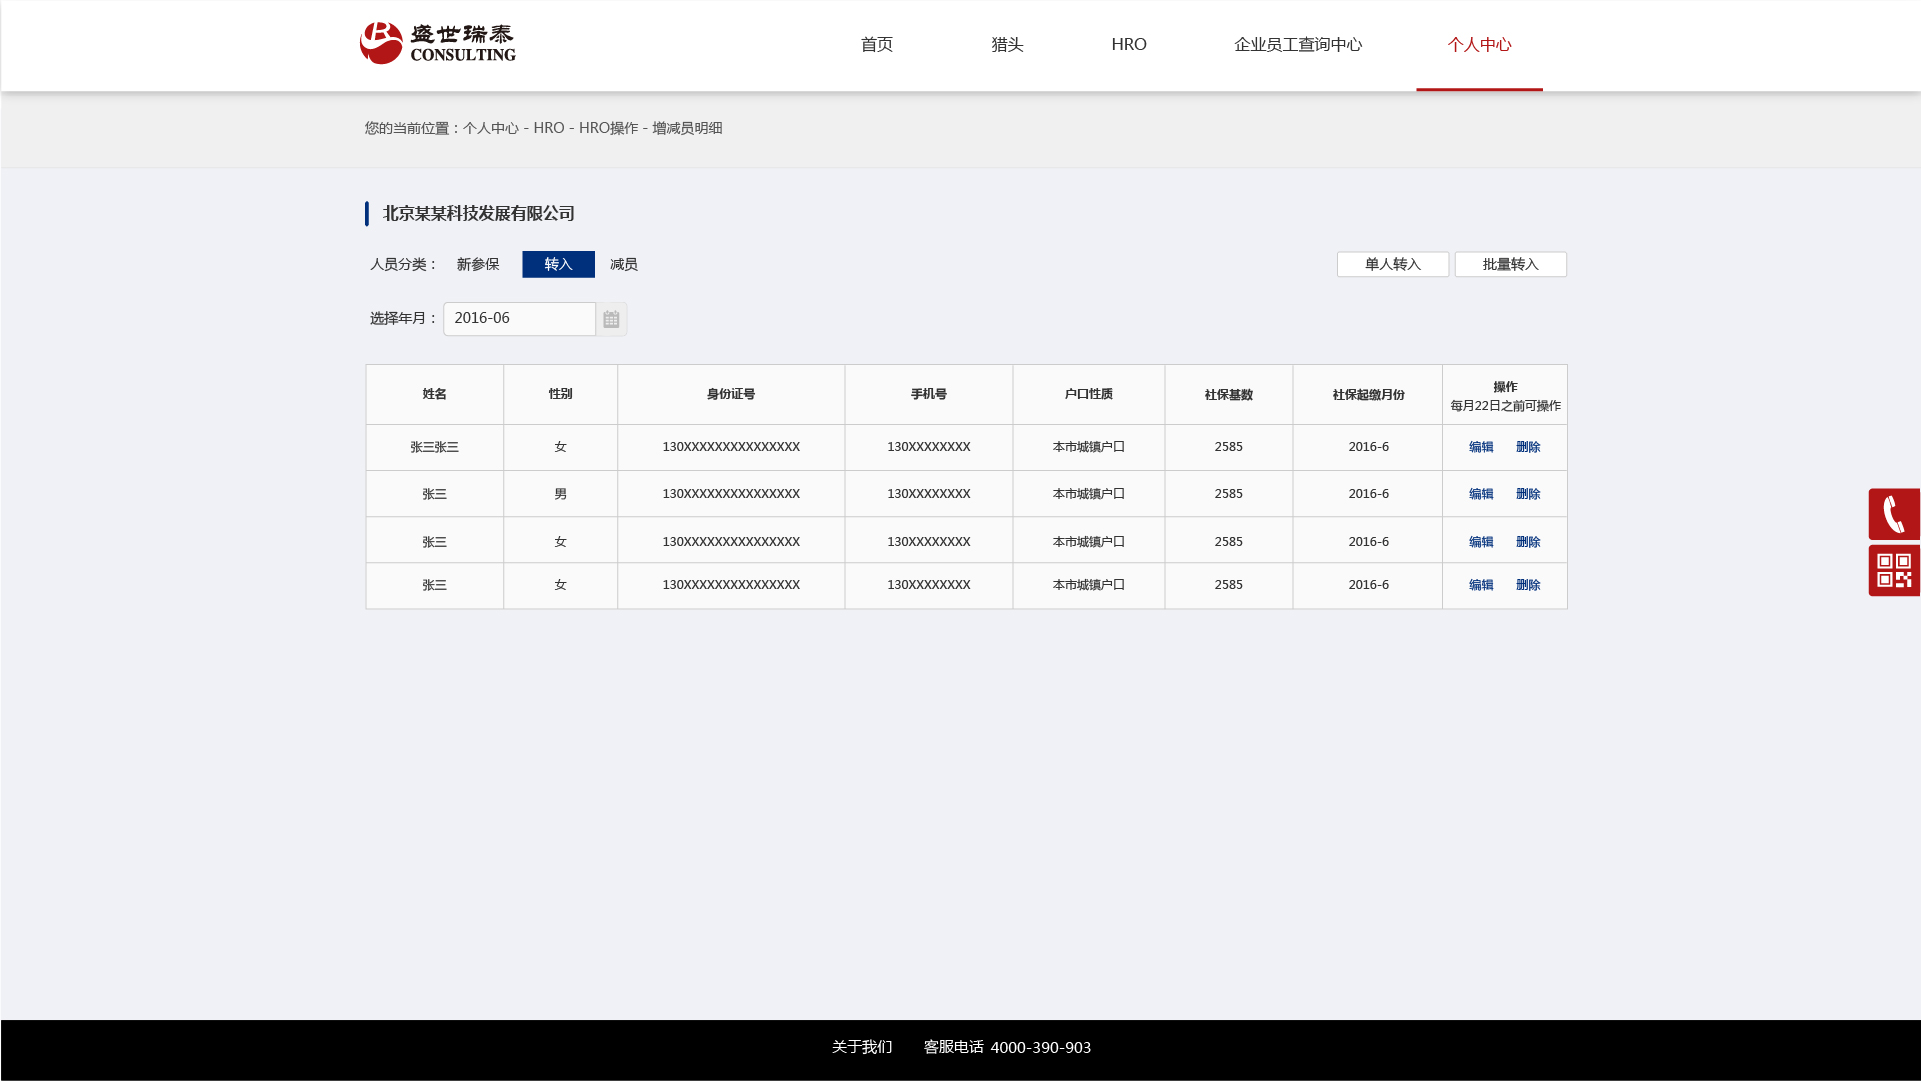 盛世瑞泰
CONSULTING
首页 猎头 HRO 企业员工查询中心 个人中心
您的当前位置：个人中心 - HRO - HRO操作 - 增减员明细
北京某某科技发展有限公司
人员分类： 新参保 转入 减员 单人转入 批量转入
选择年月： 2016-06
姓名 性别 身份证号 手机号 户口性质 社保基数 社保起缴月份 操作
每月22日之前可操作
张三张三 女 130XXXXXXXXXXXXXXX 130XXXXXXXX 本市城镇户口 2585 2016-6 编辑 删除
张三 男 130XXXXXXXXXXXXXXX 130XXXXXXXX 本市城镇户口 2585 2016-6 编辑 删除
张三 女 130XXXXXXXXXXXXXXX 130XXXXXXXX 本市城镇户口 2585 2016-6 编辑 删除
张三 女 130XXXXXXXXXXXXXXX 130XXXXXXXX 本市城镇户口 2585 2016-6 编辑 删除
关于我们 客服电话 4000-390-903